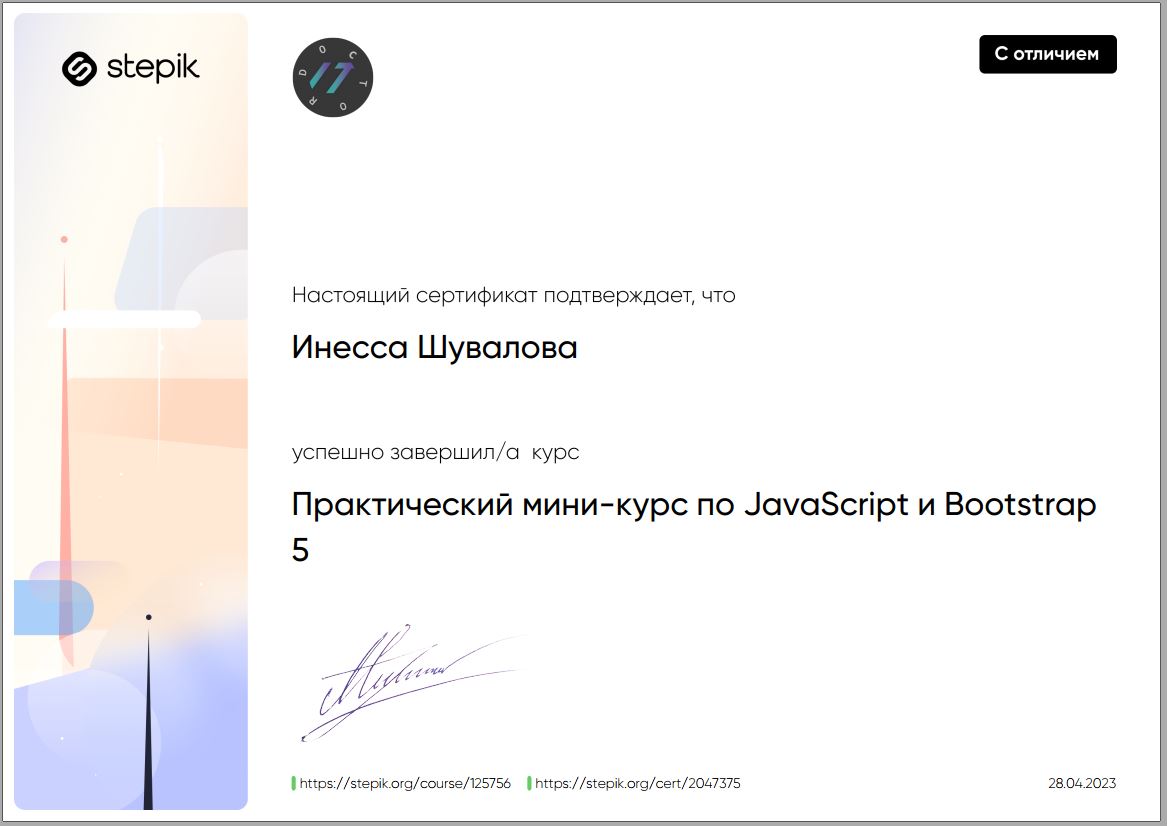 stepik
DOCTOR
IT
С отличием
Настоящий сертификат подтверждает, что
Инесса Шувалова
успешно завершил/а курс
Практический мини-курс по JavaScript и Bootstrap
5
https://stepik.org/course/125756 https://stepik.org/cert/2047375 28.04.2023